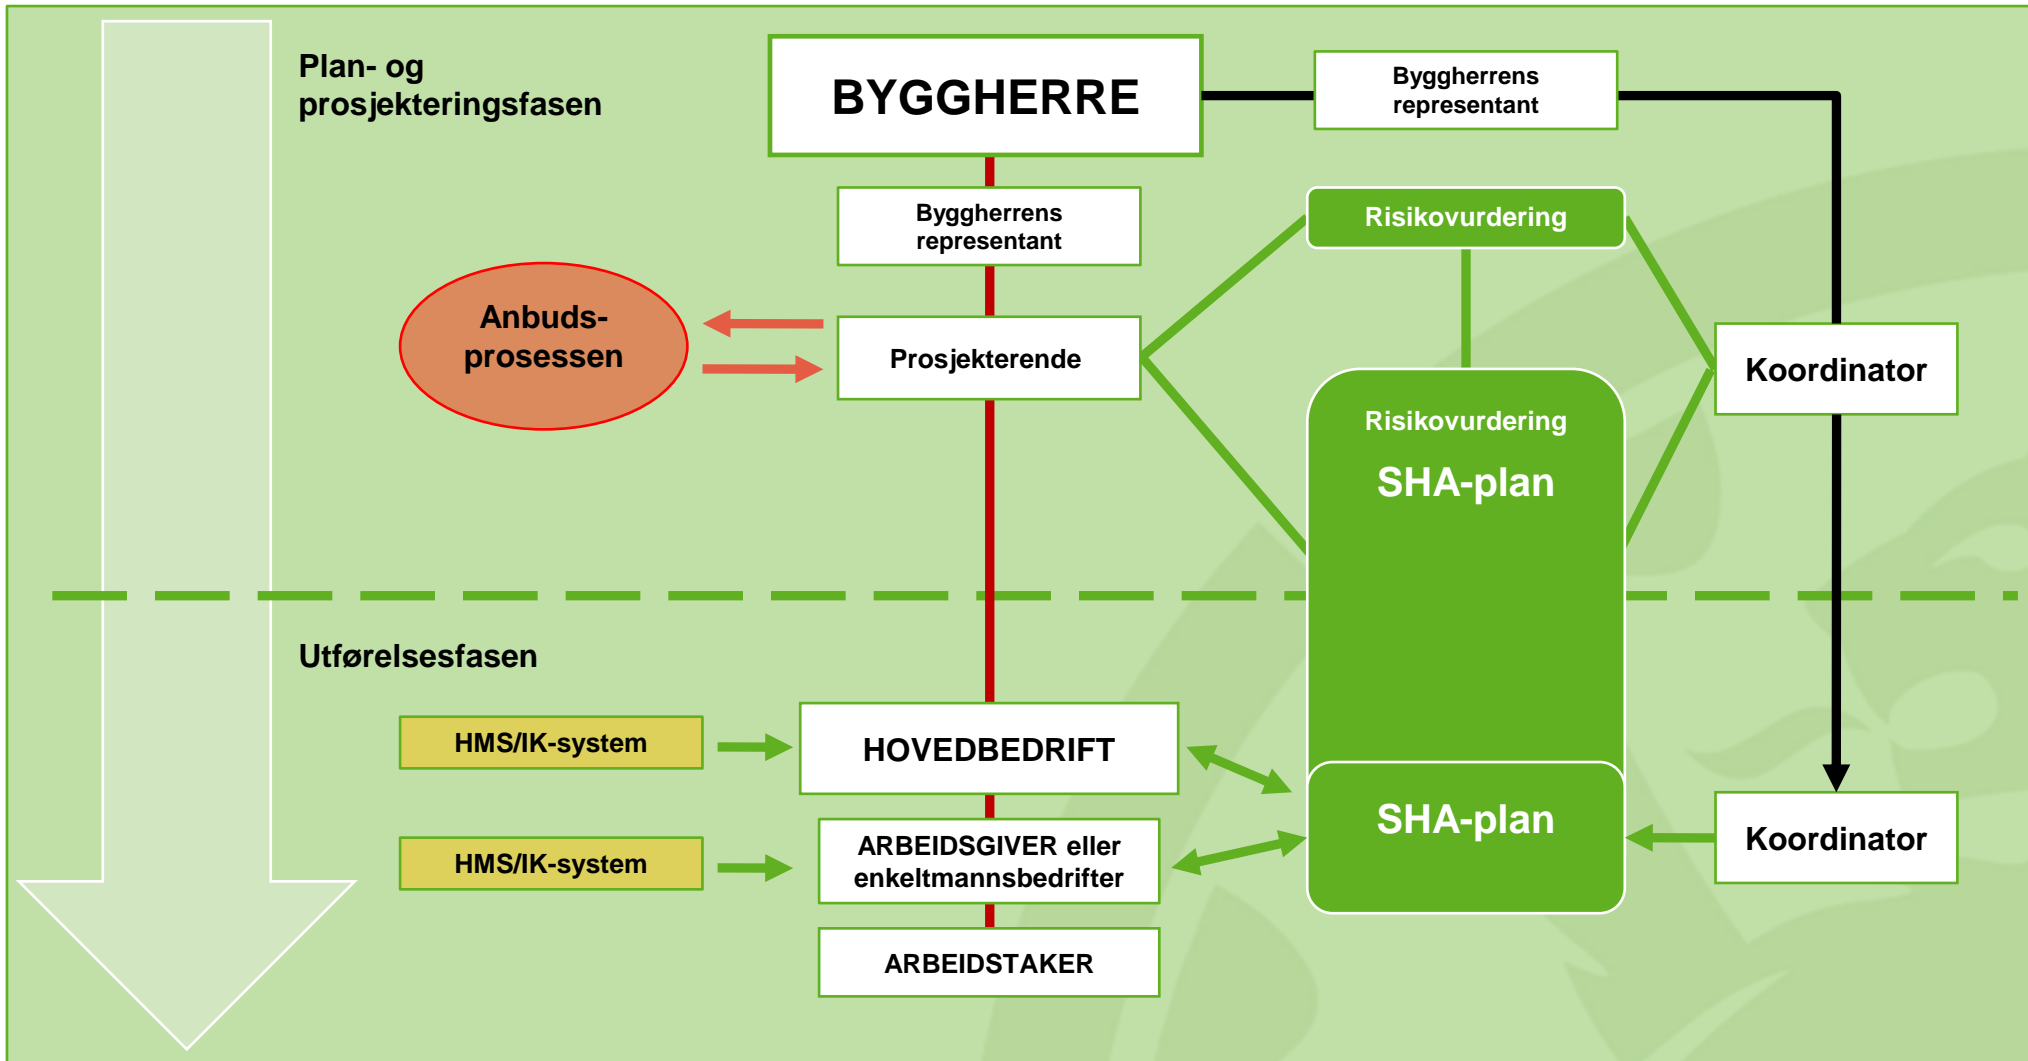 Plan- og
prosjekteringsfasen
BYGGHERRE
Byggherrens
representant
Byggherrens
representant
Risikovurdering
Anbuds-
prosessen
Prosjekterende
Koordinator
Risikovurdering
SHA-plan
Utførelsesfasen
HMS/IK-system
HOVEDBEDRIFT
SHA-plan
Koordinator
HMS/IK-system
ARBEIDSGIVER eller
enkeltmannsbedrifter
ARBEIDSTAKER